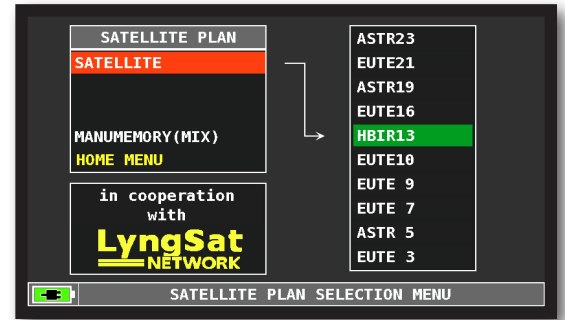 SATELLITE PLAN
SATELLITE
MANUMEMORY(MIX)
HOME MENU
in cooperation
with
LyngSat
NETWORK
ASTR23
EUTE21
ASTR19
EUTE16
HBIR13
EUTE10
EUTE 9
EUTE 7
ASTR 5
EUTE 3
SATELLITE PLAN SELECTION MENU